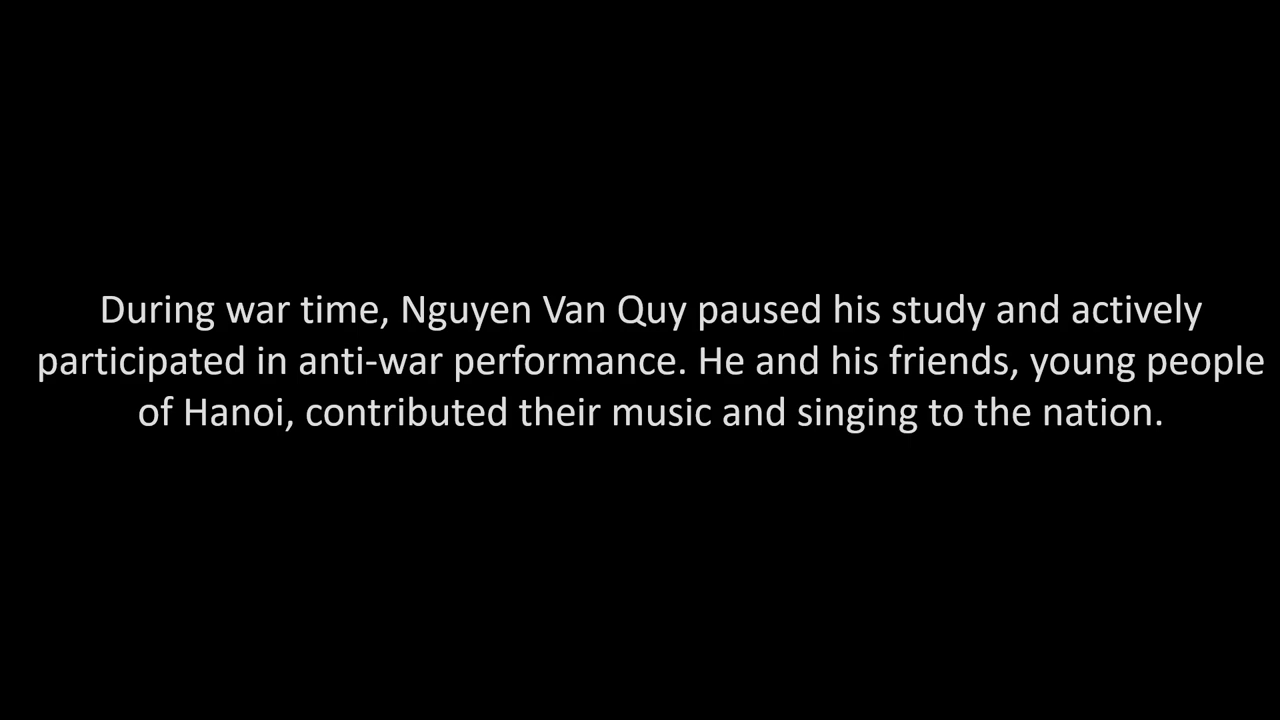 During war time, Nguyen Van Quy paused his study and actively
participated in anti-war performance. He and his friends, young people
of Hanoi, contributed their music and singing to the nation.